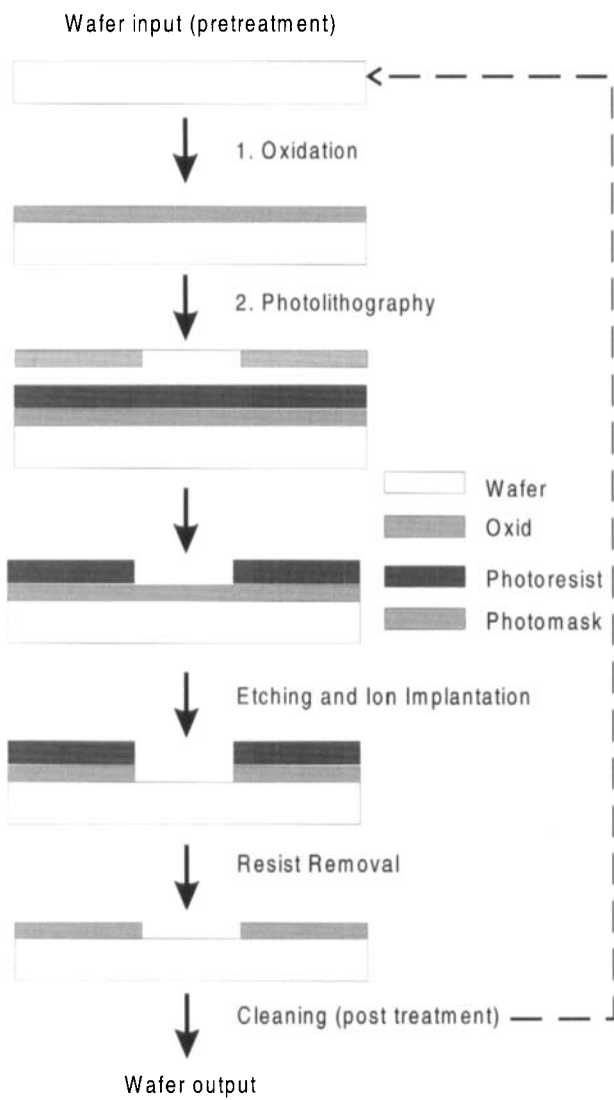 Wafer input (pretreatment)
1. Oxidation
2. Photolithography
Wafer
Oxid
Photoresist
Photomask
Etching and Ion Implantation
Resist Removal
Cleaning (post treatment)
Wafer output